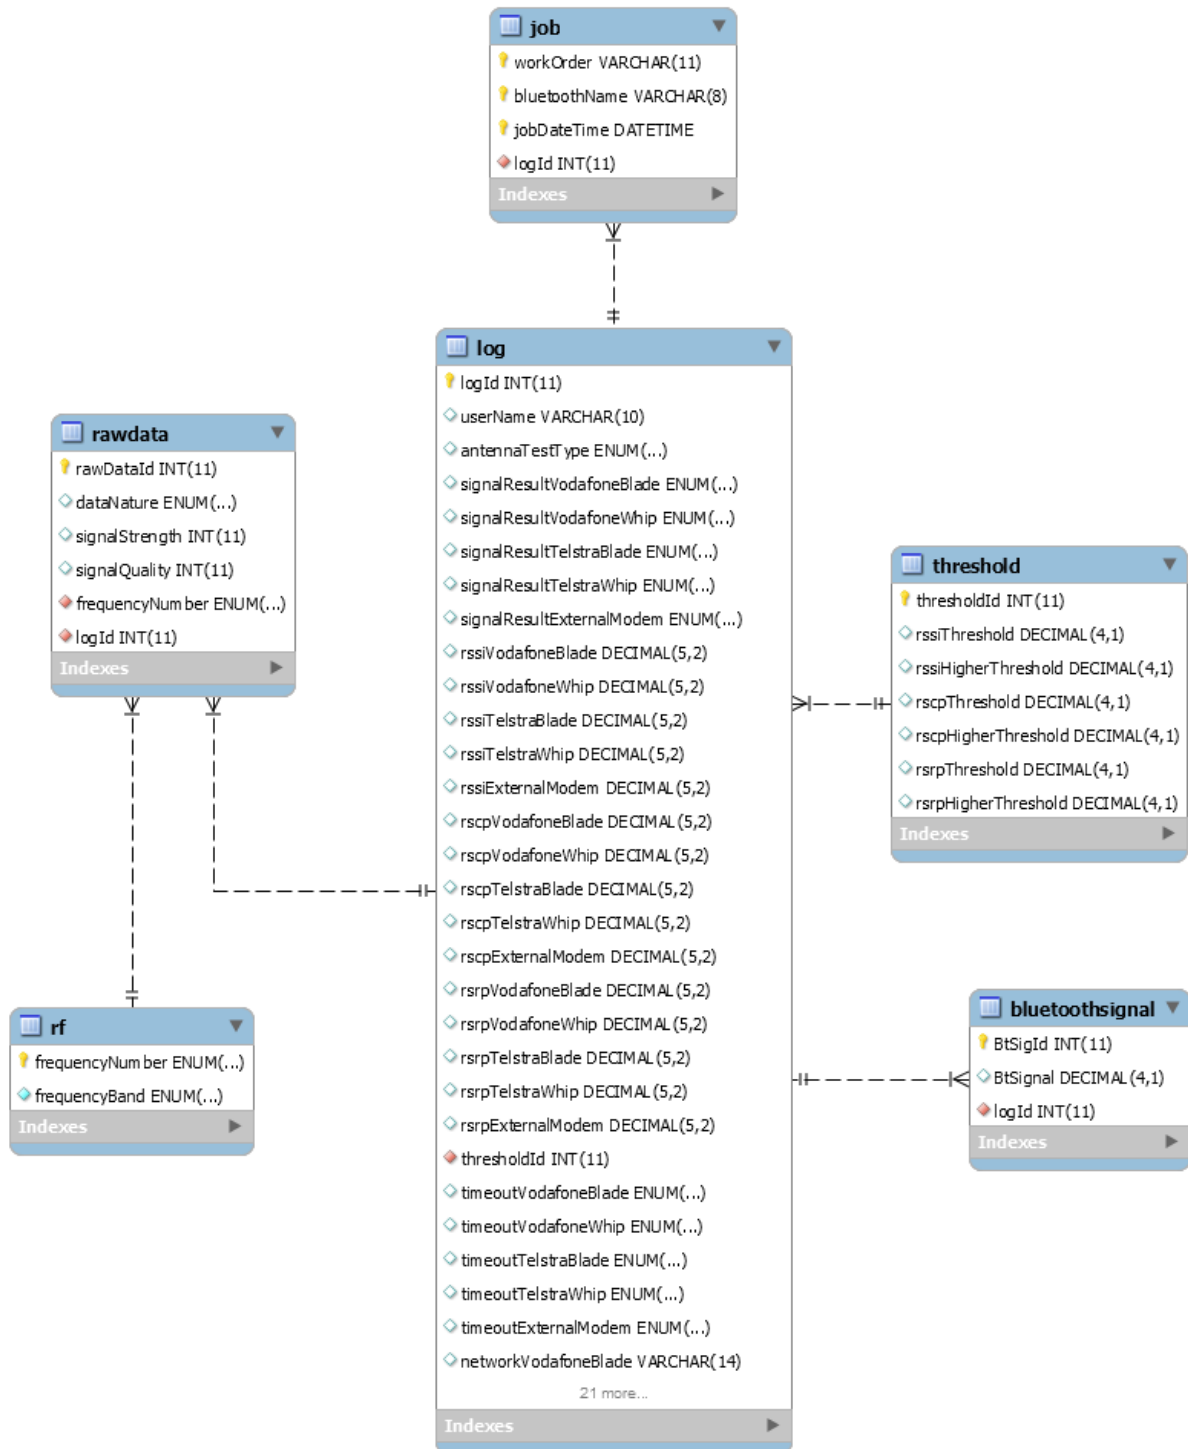 job
workOrder VARCHAR(11)
bluetoothName VARCHAR(8)
jobDateTime DATETIME
logId INT(11)
Indexes
log
logId INT(11)
userName VARCHAR(10)
antennaTestType ENUM(...)
signalResultVodafoneBlade ENUM(...)
signalResultVodafoneWhip ENUM(...)
signalResultTelstraBlade ENUM(...)
signalResultTelstraWhip ENUM(...)
signalResultExternalModem ENUM(...)
rssiVodafoneBlade DECIMAL(5,2)
rssiVodafoneWhip DECIMAL(5,2)
rssiTelstraBlade DECIMAL(5,2)
rssiTelstraWhip DECIMAL(5,2)
rssiExternalModem DECIMAL(5,2)
rscpVodafoneBlade DECIMAL(5,2)
rscpVodafoneWhip DECIMAL(5,2)
rscpTelstraBlade DECIMAL(5,2)
rscpTelstraWhip DECIMAL(5,2)
rscpExternalModem DECIMAL(5,2)
rsrpVodafoneBlade DECIMAL(5,2)
rsrpVodafoneWhip DECIMAL(5,2)
rsrpTelstraBlade DECIMAL(5,2)
rsrpTelstraWhip DECIMAL(5,2)
rsrpExternalModem DECIMAL(5,2)
thresholdId INT(11)
timeoutVodafoneBlade ENUM(...)
timeoutVodafoneWhip ENUM(...)
timeoutTelstraBlade ENUM(...)
timeoutTelstraWhip ENUM(...)
timeoutExternalModem ENUM(...)
networkVodafoneBlade VARCHAR(14)
21 more...
Indexes
rawdata
rawDataId INT(11)
dataNature ENUM(...)
signalStrength INT(11)
signalQuality INT(11)
frequencyNumber ENUM(...)
logId INT(11)
Indexes
rf
frequencyNumber ENUM(...)
frequencyBand ENUM(...)
Indexes
threshold
thresholdId INT(11)
rssiThreshold DECIMAL(4,1)
rssiHigherThreshold DECIMAL(4,1)
rscpThreshold DECIMAL(4,1)
rscpHigherThreshold DECIMAL(4,1)
rsrpThreshold DECIMAL(4,1)
rsrpHigherThreshold DECIMAL(4,1)
Indexes
bluetoothsignal
BtSigId INT(11)
BtSignal DECIMAL(4,1)
logId INT(11)
Indexes